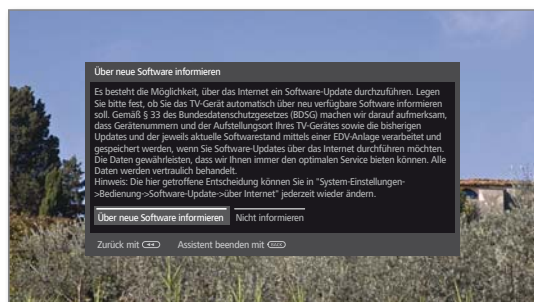 Über neue Software informieren
Es besteht die Möglichkeit, über das Internet ein Software-Update durchzuführen. Legen
Sie bitte fest, ob Sie das TV-Gerät automatisch über neu verfügbare Software informieren
soll. Gemäß § 33 des Bundesdatenschutzgesetzes (BDSG) machen wir darauf aufmerksam,
dass Gerätenummern und der Aufstellungsort Ihres TV-Gerätes sowie die bisherigen
Updates und der jeweils aktuelle Softwarestand mittels einer EDV-Anlage verarbeitet und
gespeichert werden, wenn Sie Software-Updates über das Internet durchführen möchten.
Die Daten gewährleisten, dass wir Ihnen immer den optimalen Service bieten können. Alle
Daten werden vertraulich behandelt.
Hinweis: Die hier getroffene Entscheidung können Sie in "System-Einstellungen-
>Bedienung->Software-Update->über Internet" jederzeit wieder ändern.
Über neue Software informieren Nicht informieren
Zurück mit Assistent beenden mit